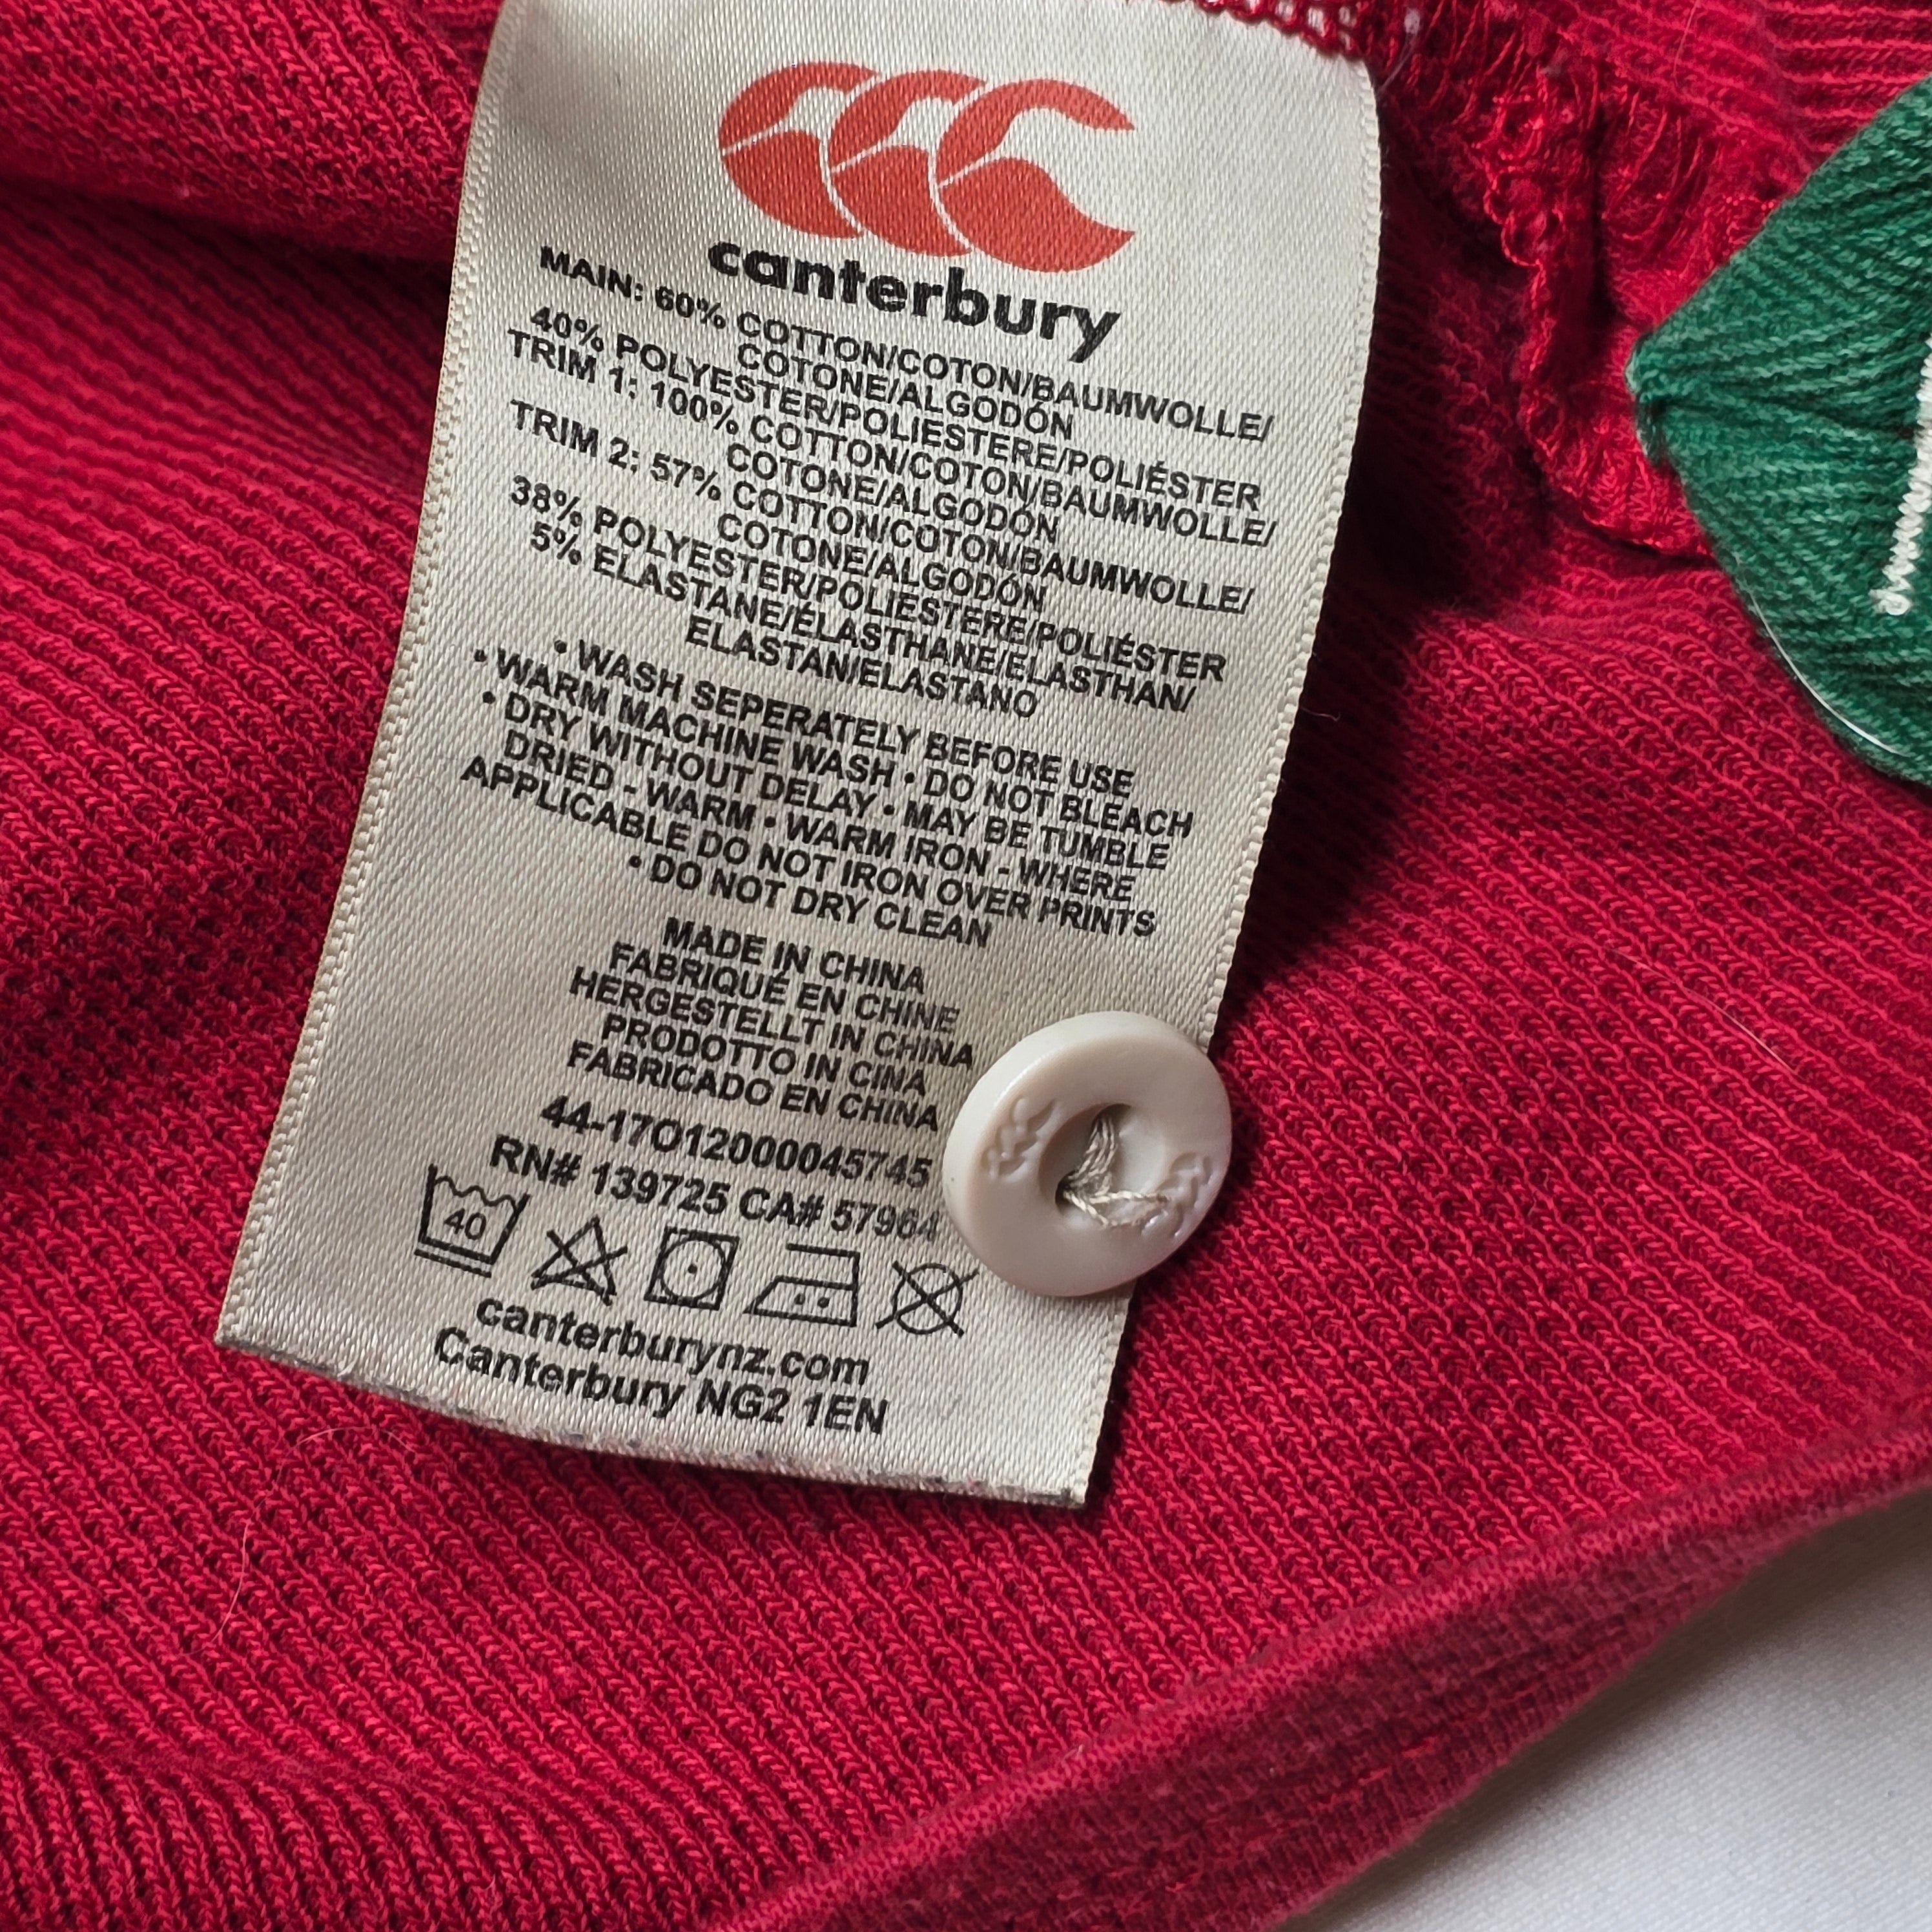 canterbury
MAIN: 60% COTTON/COTON/BAUMWOLLE/
COTONE/ALGODÓN
40% POLYESTER/POLIESTERE/POLIÉSTER
TRIM 1: 100% COTTON/COTON/BAUMWOLLE/
COTONE/ALGODÓN
TRIM 2: 57% COTTON/COTON/BAUMWOLLE/
COTONE/ALGODÓN
38% POLYESTER/POLIESTERE/POLIÉSTER
5% ELASTANE/ÉLASTHANE/ELASTHAN/
ELASTAN/ELASTANO
• WASH SEPERATELY BEFORE USE
• WARM MACHINE WASH • DO NOT BLEACH
• DRY WITHOUT DELAY • MAY BE TUMBLE
DRIED - WARM • WARM IRON - WHERE
APPLICABLE DO NOT IRON OVER PRINTS
• DO NOT DRY CLEAN
MADE IN CHINA
FABRIQUÉ EN CHINE
HERGESTELLT IN CHINA
PRODOTTO IN CINA
FABRICADO EN CHINA
44-17O12000045745
RN# 139725 CA# 57964
40
canterburynz.com
Canterbury NG2 1EN